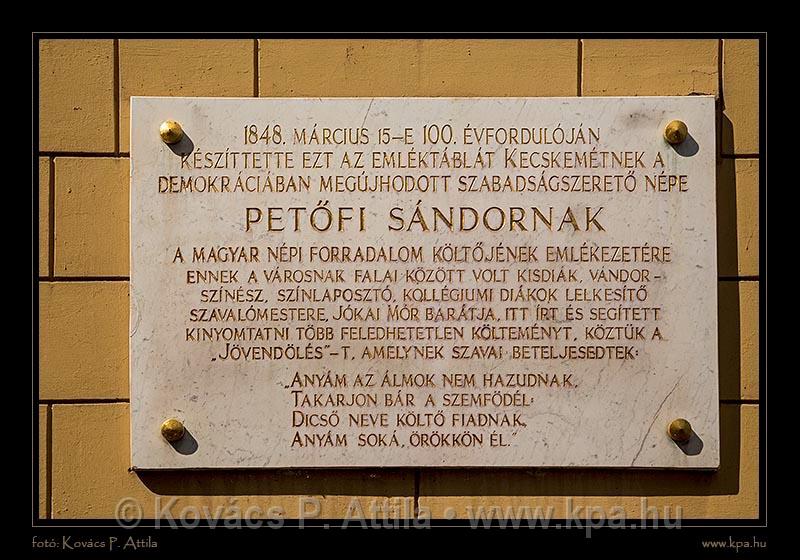 1848. MÁRCIUS 15–E 100. ÉVFORDULÓJÁN
KÉSZÍTTETTE EZT AZ EMLÉKTÁBLÁT KECSKEMÉTNEK A
DEMOKRÁCIÁBAN MEGÚJHODOTT SZABADSÁGSZERETŐ NÉPE
PETŐFI SÁNDORNAK
A MAGYAR NÉPI FORRADALOM KÖLTŐJÉNEK EMLÉKEZETÉRE
ENNEK A VÁROSNAK FALAI KÖZÖTT VOLT KISDIÁK, VÁNDOR-
SZÍNÉSZ, SZÍNLAPOSZTÓ, KOLLÉGIUMI DIÁKOK LELKESÍTŐ
SZAVALÓMESTERE, JÓKAI MÓR BARÁTJA, ITT ÍRT ÉS SEGÍTETT
KINYOMTATNI TÖBB FELEDHETETLEN KÖLTEMÉNYT, KÖZTÜK A
„JÖVENDÖLÉS”–T, AMELYNEK SZAVAI BETELJESEDTEK:
„ANYÁM AZ ÁLMOK NEM HAZUDNAK,
TAKARJON BÁR A SZEMFÖDÉL:
DICSŐ NEVE KÖLTŐ FIADNAK,
ANYÁM SOKÁ, ÖRÖKKÖN ÉL.”
© Kovács P. Attila • www.kpa.hu
fotó: Kovács P. Attila
www.kpa.hu